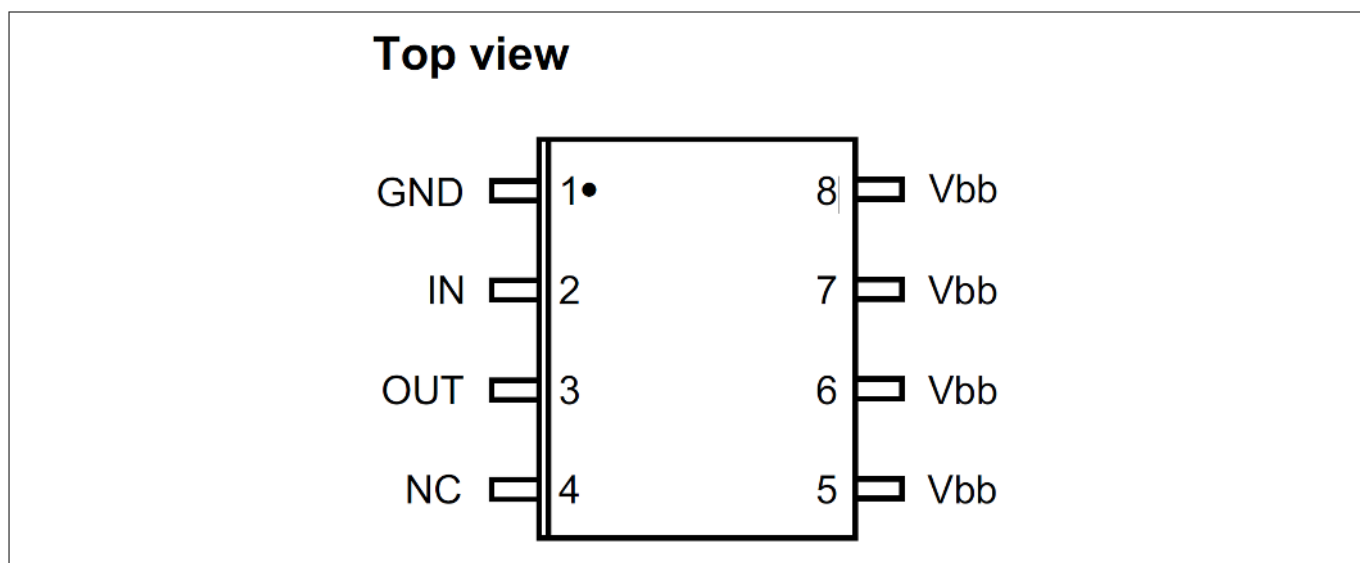 Top view
GND 1 8 Vbb
IN 2 7 Vbb
OUT 3 6 Vbb
NC 4 5 Vbb